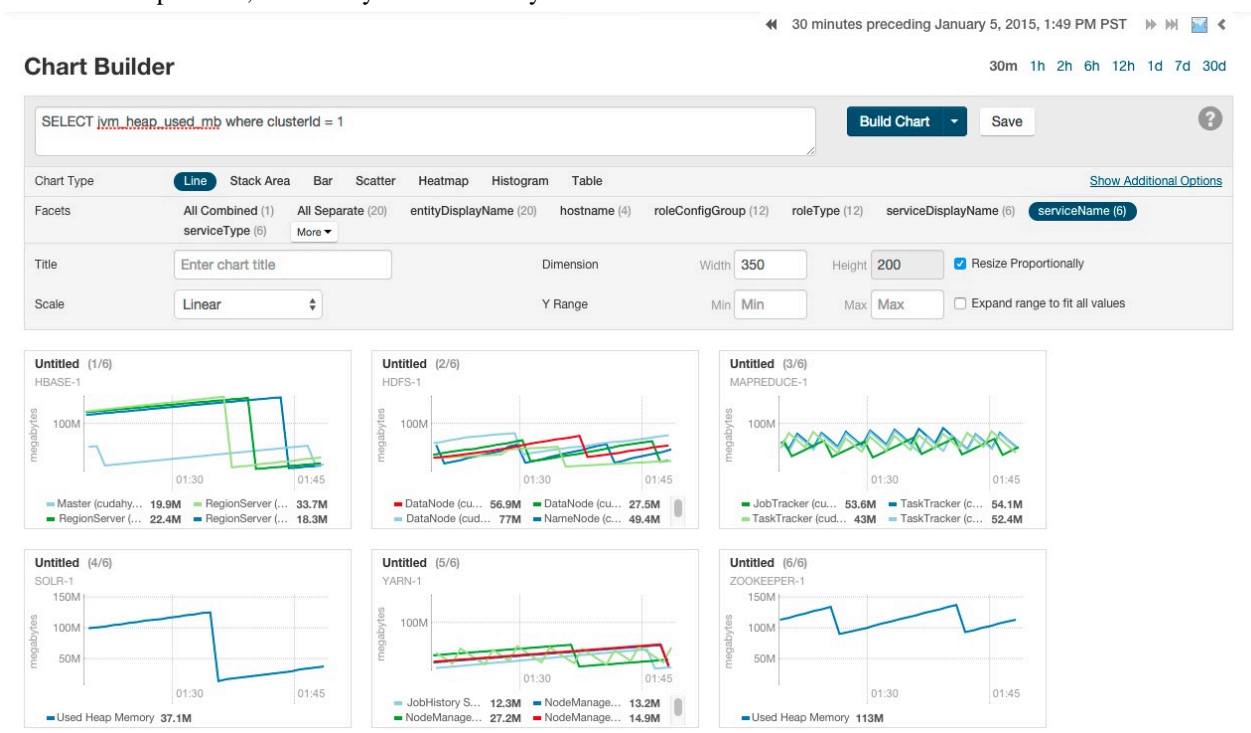 30 minutes preceding January 5, 2015, 1:49 PM PST
Chart Builder
30m 1h 2h 6h 12h 1d 7d 30d
SELECT jvm_heap_used_mb where clusterId = 1
Build Chart
Save
?
Chart Type Line Stack Area Bar Scatter Heatmap Histogram Table Show Additional Options
Facets All Combined (1) All Separate (20) entityDisplayName (20) hostname (4) roleConfigGroup (12) roleType (12) serviceDisplayName (6) serviceName (6)
serviceType (6) More
Title Enter chart title Dimension Width 350 Height 200 Resize Proportionally
Scale Linear Y Range Min Min Max Max Expand range to fit all values
Untitled (1/6)
HBASE-1
megabytes
100M
01:30 01:45
Master (cudahy... 19.9M RegionServer (... 33.7M
RegionServer (... 22.4M RegionServer (... 18.3M
Untitled (2/6)
HDFS-1
megabytes
100M
01:30 01:45
DataNode (cu... 56.9M DataNode (cu... 27.5M
DataNode (cud... 77M NameNode (c... 49.4M
Untitled (3/6)
MAPREDUCE-1
megabytes
100M
01:30 01:45
JobTracker (cu... 53.6M TaskTracker (c... 54.1M
TaskTracker (cud... 43M TaskTracker (c... 52.4M
Untitled (4/6)
SOLR-1
megabytes
150M
100M
50M
01:30 01:45
Used Heap Memory 37.1M
Untitled (5/6)
YARN-1
megabytes
100M
01:30 01:45
JobHistory S... 12.3M NodeManage... 13.2M
NodeManage... 27.2M NodeManage... 14.9M
Untitled (6/6)
ZOOKEEPER-1
megabytes
150M
100M
50M
01:30 01:45
Used Heap Memory 113M